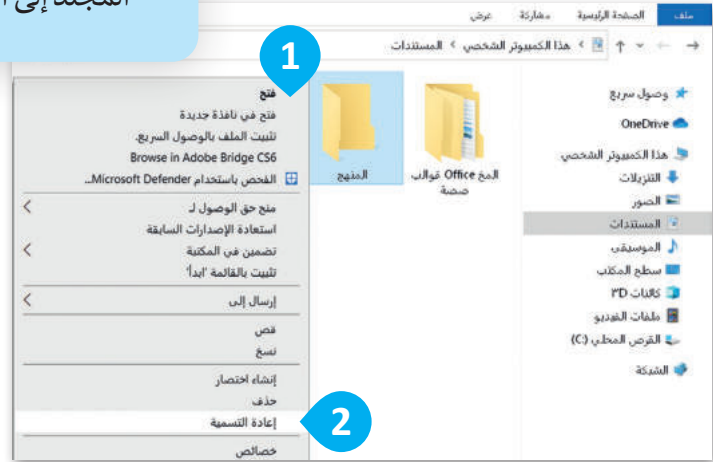 المجلد إلى ا
ملف
الصفحة الرئيسية
مشاركة
عرض
هذا الكمبيوتر الشخصي > المستندات
وصول سريع
OneDrive
هذا الكمبيوتر الشخصي
التنزيلات
الصور
المستندات
الموسيقى
سطح المكتب
كائنات ٣D
ملفات الفيديو
القرص المحلي (C:)
الشبكة
قوالب Office المخ
صصة
المنهج
1
فتح
فتح في نافذة جديدة
تثبيت الملف بالوصول السريع.
Browse in Adobe Bridge CS6
الفحص باستخدام Microsoft Defender...
منح حق الوصول لـ
استعادة الإصدارات السابقة
تضمين في المكتبة
تثبيت بالقائمة 'ابدأ'
إرسال إلى
قص
نسخ
إنشاء اختصار
حذف
إعادة التسمية
2
خصائص